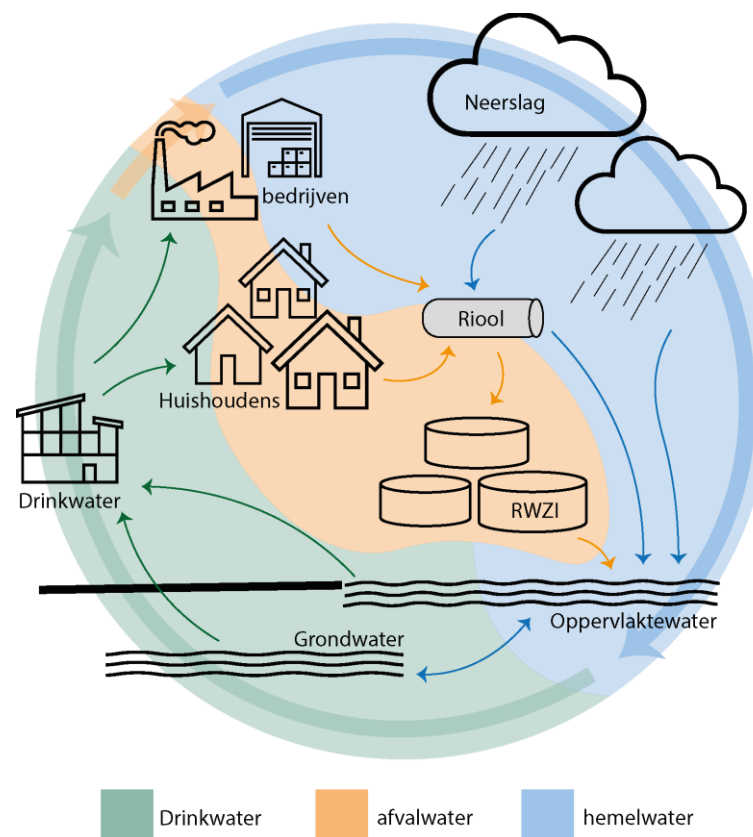 Neerslag
bedrijven
Riool
Huishoudens
Drinkwater
RWZI
Oppervlaktewater
Grondwater
Drinkwater
afvalwater
hemelwater